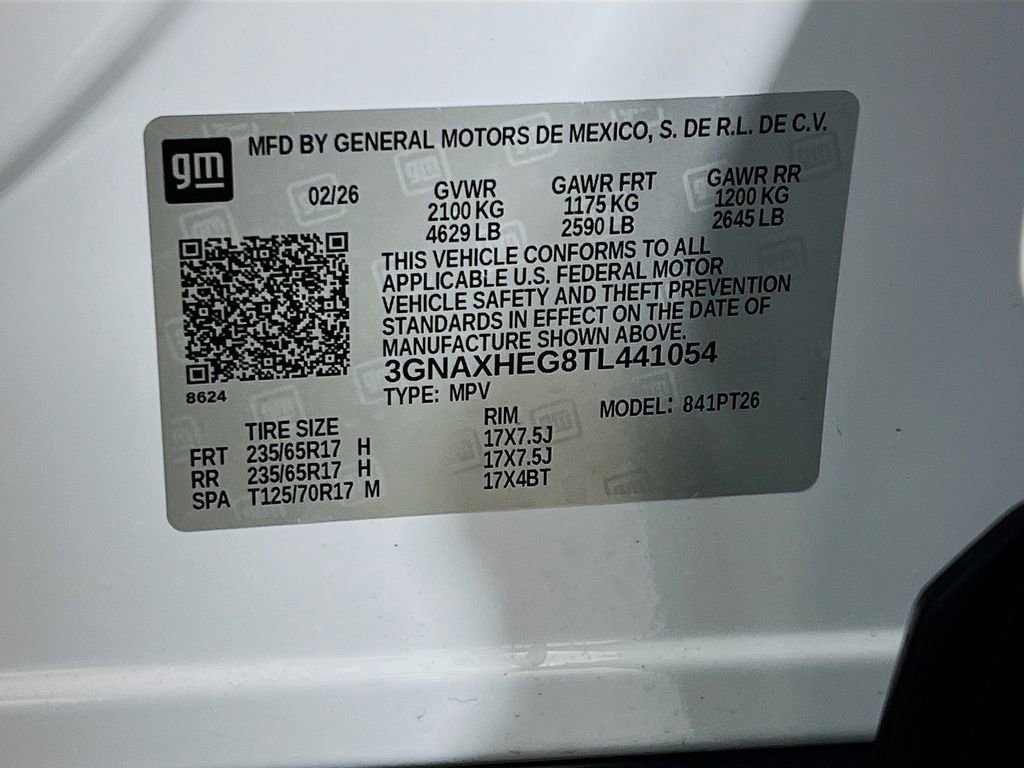 gm MFD BY GENERAL MOTORS DE MEXICO, S. DE R.L. DE C.V.
02/26 GVWR GAWR FRT GAWR RR
2100 KG 1175 KG 1200 KG
4629 LB 2590 LB 2645 LB
THIS VEHICLE CONFORMS TO ALL
APPLICABLE U.S. FEDERAL MOTOR
VEHICLE SAFETY AND THEFT PREVENTION
STANDARDS IN EFFECT ON THE DATE OF
MANUFACTURE SHOWN ABOVE.
3GNAXHEG8TL441054
8624 TYPE: MPV MODEL: 841PT26
TIRE SIZE RIM
FRT 235/65R17 H 17X7.5J
RR 235/65R17 H 17X7.5J
SPA T125/70R17 M 17X4BT